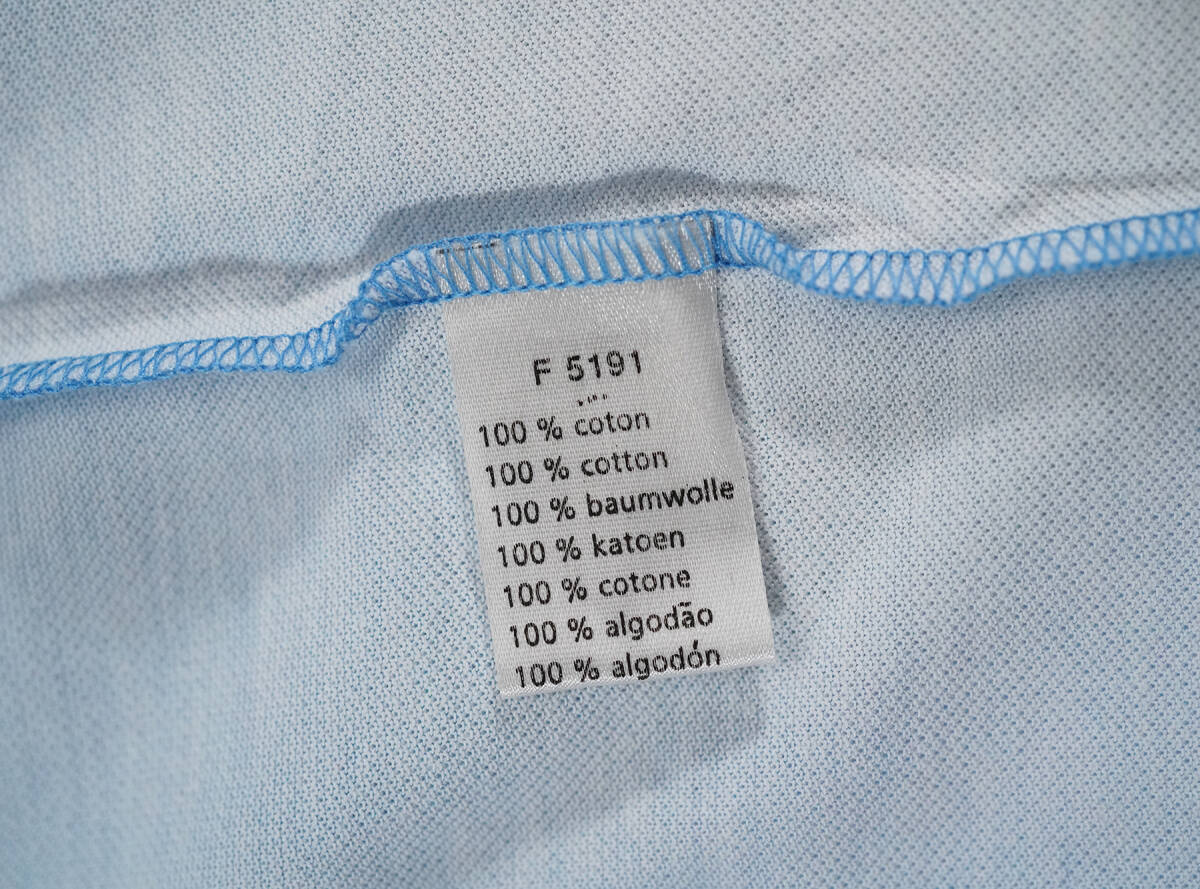 F 5191
100 % coton
100 % cotton
100 % baumwolle
100 % katoen
100 % cotone
100 % algodão
100 % algodón